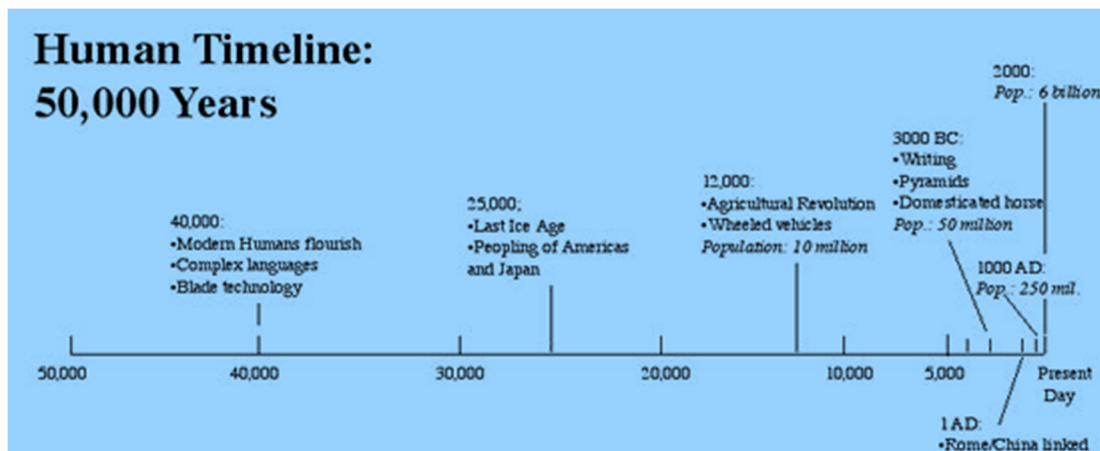 Human Timeline:
50,000 Years
40,000:
•Modern Humans flourish
•Complex languages
•Blade technology
25,000;
•Last Ice Age
•Peopling of Americas
and Japan
12,000:
•Agricultural Revolution
•Wheeled vehicles
Population: 10 million
3000 BC:
•Writing
•Pyramids
•Domesticated horse
Pop.: 50 million
2000:
Pop.: 6 billion
1000 AD:
Pop.: 250 mil.
50,000 40,000 30,000 20,000 10,000 5,000 Present
Day
1 AD:
•Rome/China linked